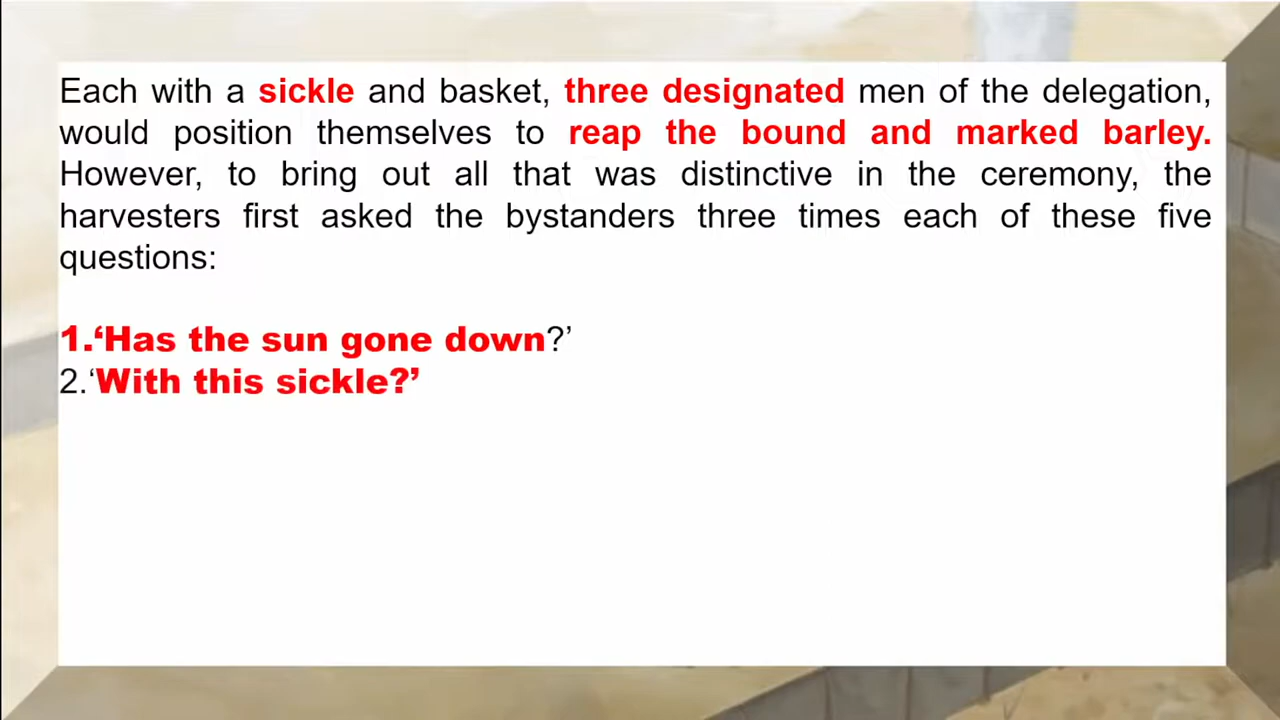 Each with a sickle and basket, three designated men of the delegation,
would position themselves to reap the bound and marked barley.
However, to bring out all that was distinctive in the ceremony, the
harvesters first asked the bystanders three times each of these five
questions:
1.‘Has the sun gone down?’
2.‘With this sickle?’